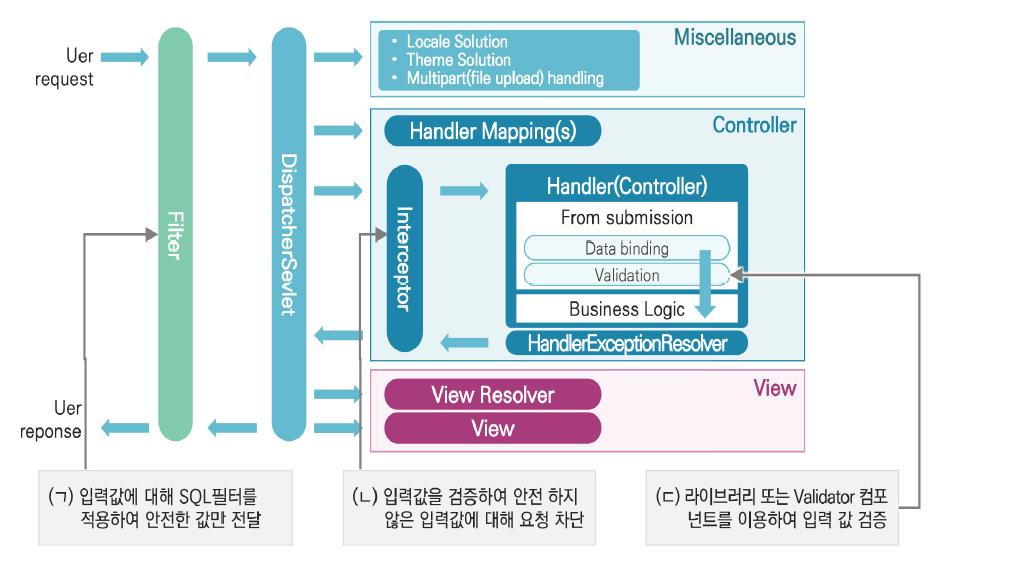 Uer
request
Filter
DispatcherSevlet
• Locale Solution
• Theme Solution
• Multipart(file upload) handling
Miscellaneous
Handler Mapping(s)
Controller
Interceptor
Handler(Controller)
From submission
Data binding
Validation
Business Logic
HandlerExceptionResolver
View Resolver
View
View
Uer
reponse
(ㄱ) 입력값에 대해 SQL필터를
적용하여 안전한 값만 전달
(ㄴ) 입력값을 검증하여 안전 하지
않은 입력값에 대해 요청 차단
(ㄷ) 라이브러리 또는 Validator 컴포
넌트를 이용하여 입력 값 검증